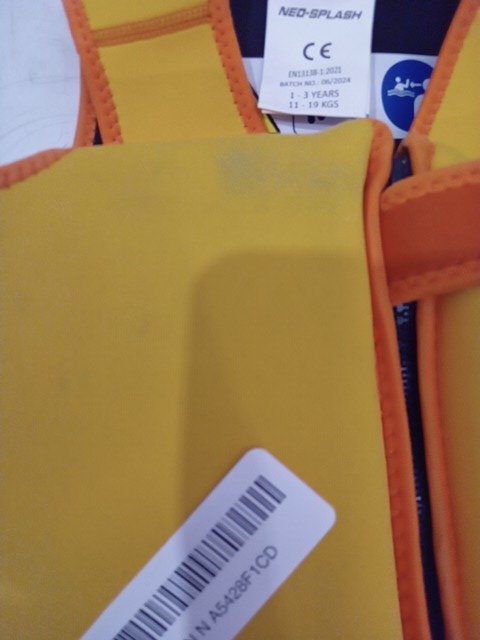 NEO-SPLASH
CE
EN13138-1:2021
BATCH NO.: 06/2024
1 - 3 YEARS
11 - 19 KGS
N A5428F1CD